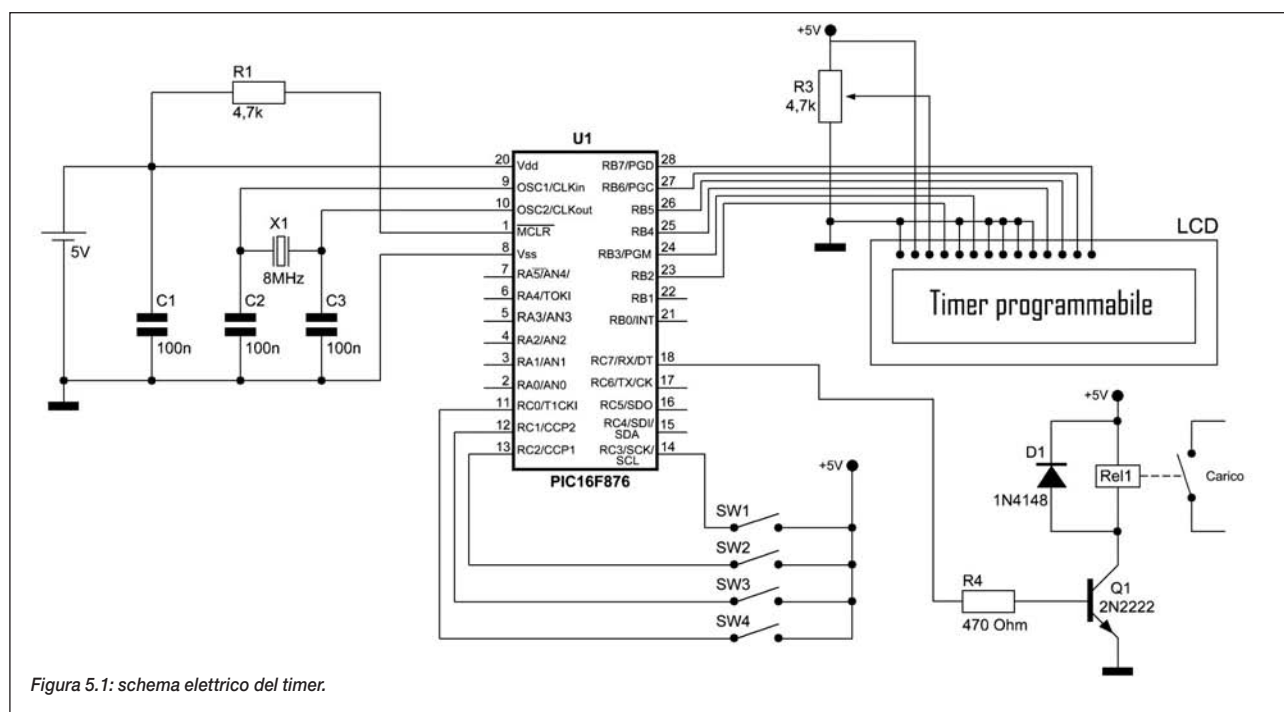 +5V
R1
4,7k
R3
4,7k
U1
20 Vdd
RB7/PGD 28
9 OSC1/CLKin
RB6/PGC 27
10 OSC2/CLKout
RB5 26
1 MCLR
RB4 25
8 Vss
RB3/PGM 24
7 RA5/AN4/
RB2 23
6 RA4/TOKI
RB1 22
5 RA3/AN3
RB0/INT 21
4 RA2/AN2
3 RA1/AN1
RC7/RX/DT 18
2 RA0/AN0
RC6/TX/CK 17
11 RC0/T1CKI
RC5/SDO 16
12 RC1/CCP2
RC4/SDI/
SDA 15
13 RC2/CCP1
RC3/SCK/
SCL 14
PIC16F876
5V
X1
8MHz
C1
100n
C2
100n
C3
100n
LCD
Timer programmabile
+5V
SW1
SW2
SW3
SW4
+5V
D1
1N4148
Rel1
Carico
R4
470 Ohm
Q1
2N2222
Figura 5.1: schema elettrico del timer.